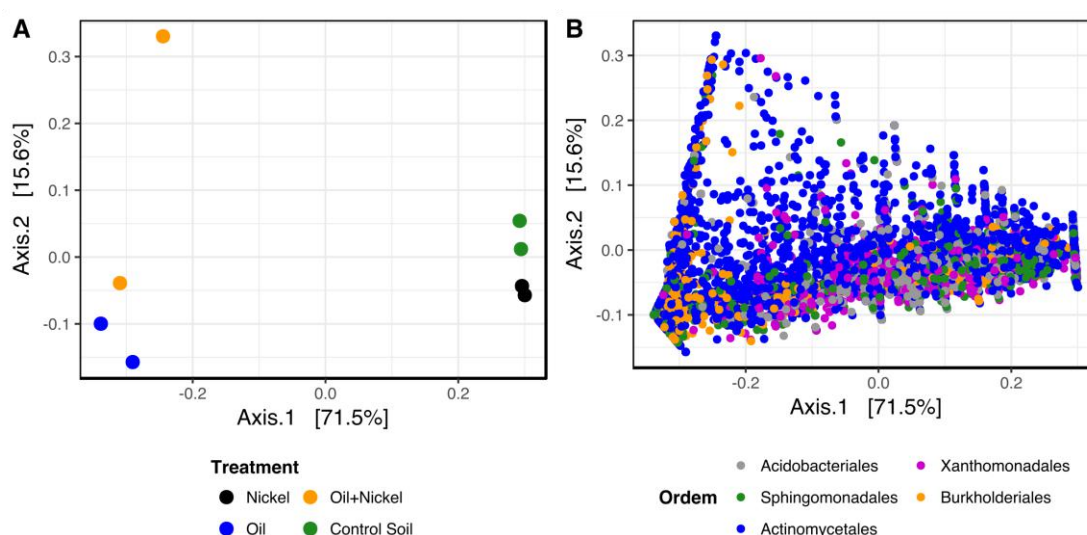 A
0.3
0.2
0.1
0.0
-0.1
Axis.2 [15.6%]
-0.2
0.0
0.2
Axis.1 [71.5%]
Treatment
Nickel
Oil+Nickel
Oil
Control Soil
B
0.3
0.2
0.1
0.0
-0.1
Axis.2 [15.6%]
-0.2
0.0
0.2
Axis.1 [71.5%]
Ordem
Acidobacteriales
Xanthomonadales
Sphingomonadales
Burkholderiales
Actinomycetales